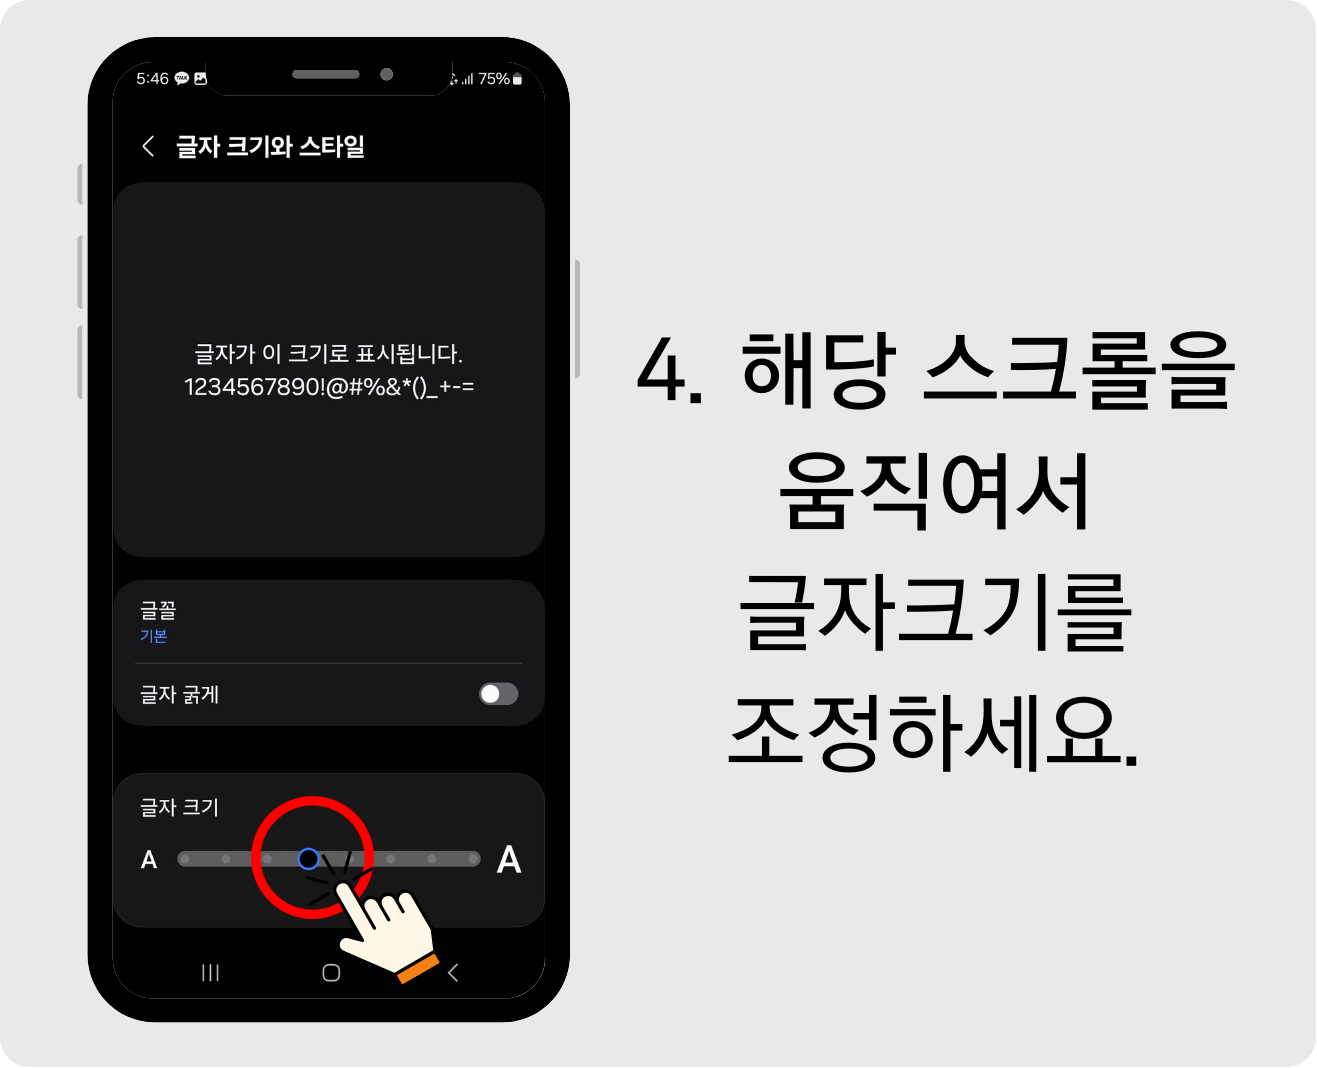 5:46 TALK 75%
글자 크기와 스타일
글자가 이 크기로 표시됩니다.
1234567890!@#%&*()_+-=
글꼴
기본
글자 굵게
글자 크기
A A
4. 해당 스크롤을
움직여서
글자크기를
조정하세요.